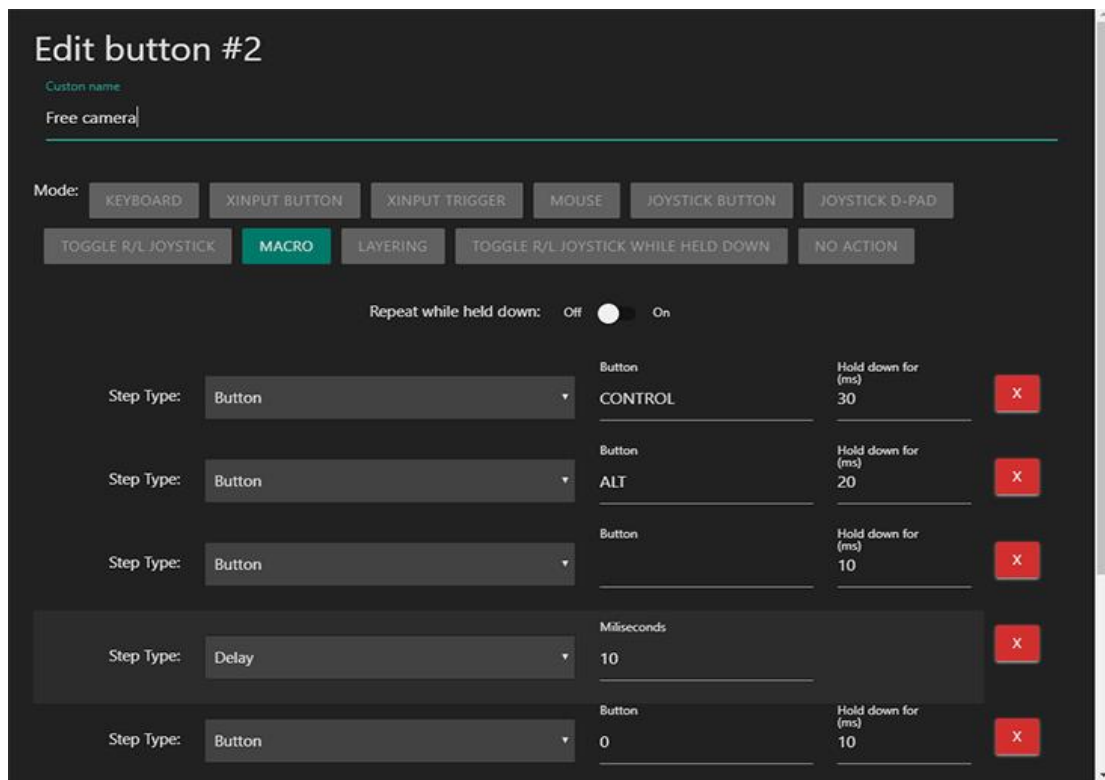 Edit button #2
Custon name
Free camera
Mode: KEYBOARD XINPUT BUTTON XINPUT TRIGGER MOUSE JOYSTICK BUTTON JOYSTICK D-PAD
TOGGLE R/L JOYSTICK MACRO LAYERING TOGGLE R/L JOYSTICK WHILE HELD DOWN NO ACTION
Repeat while held down: Off On
Button Hold down for (ms)
Step Type: Button CONTROL 30 X
Button Hold down for (ms)
Step Type: Button ALT 20 X
Button Hold down for (ms)
Step Type: Button 10 X
Miliseconds
Step Type: Delay 10 X
Button Hold down for (ms)
Step Type: Button 0 10 X